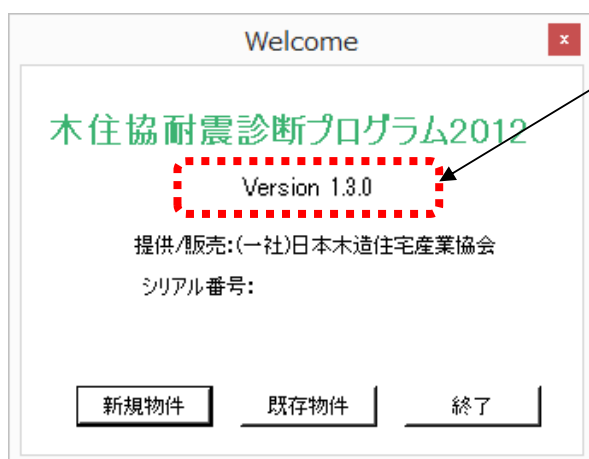 Welcome
x
木住協耐震診断プログラム2012
Version 1.3.0
提供/販売:(一社)日本木造住宅産業協会
シリアル番号:
新規物件 既存物件 終了